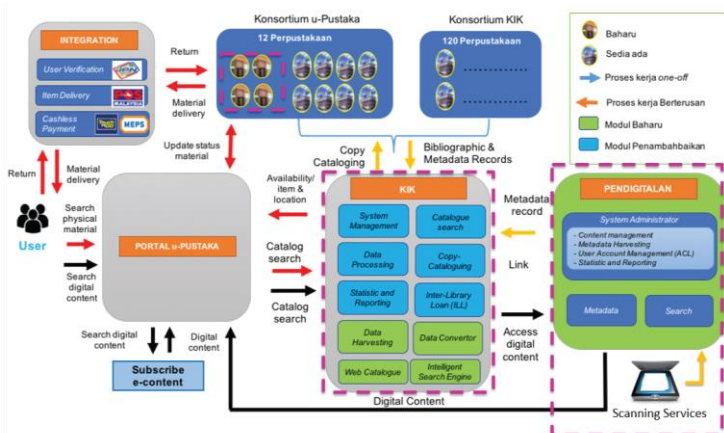 Konsortium u-Pustaka
12 Perpustakaan
Konsortium KIK
120 Perpustakaan
Baharu
Sedia ada
Proses kerja one-off
Proses kerja Berterusan
Modul Baharu
Modul Penambahbaikan
INTEGRATION
User Verification
Item Delivery
Cashless
Payment
MEPS
Return
Material
delivery
Update status
material
Return
Material
delivery
User
Search
physical
material
Search
digital
content
PORTAL u-PUSTAKA
Availability/
item &
location
Catalog
search
Catalog
search
Copy
Cataloging
Bibliographic &
Metadata Records
KIK
System
Management
Catalogue
search
Data
Processing
Copy-
Cataloguing
Statistic and
Reporting
Inter-Library
Loan (ILL)
Data
Harvesting
Data Convertor
Web Catalogue
Intelligent
Search Engine
Metadata
record
Link
Access
digital
content
PENDIGITALAN
System Administrator
- Content management
- Metadata Harvesting
- User Account Management (ACL)
- Statistic and Reporting
Metadata
Search
Scanning Services
Search digital
content
Digital
content
Subscribe
e-content
Digital Content